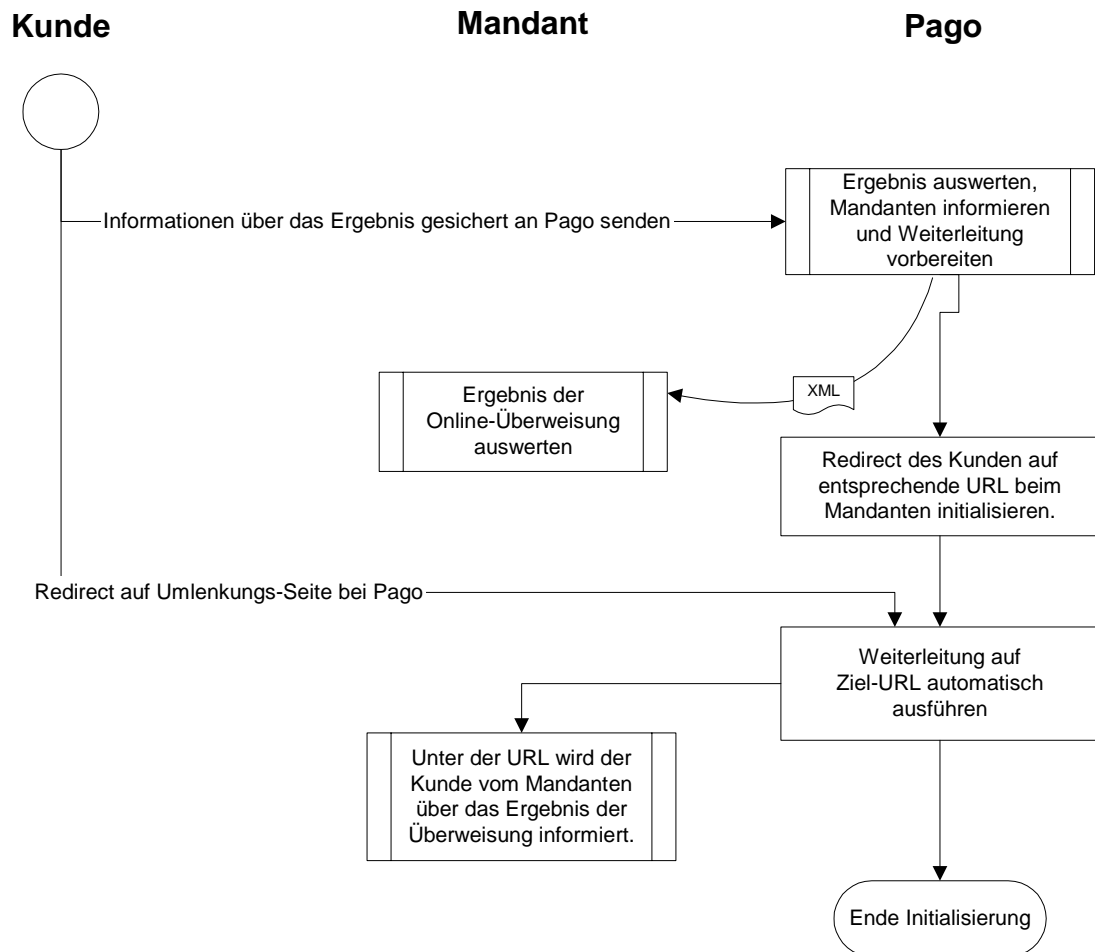 Kunde
Mandant
Pago
Informationen über das Ergebnis gesichert an Pago senden
Ergebnis auswerten,
Mandanten informieren
und Weiterleitung
vorbereiten
XML
Ergebnis der
Online-Überweisung
auswerten
Redirect des Kunden auf
entsprechende URL beim
Mandanten initialisieren.
Redirect auf Umlenkungs-Seite bei Pago
Weiterleitung auf
Ziel-URL automatisch
ausführen
Unter der URL wird der
Kunde vom Mandanten
über das Ergebnis der
Überweisung informiert.
Ende Initialisierung